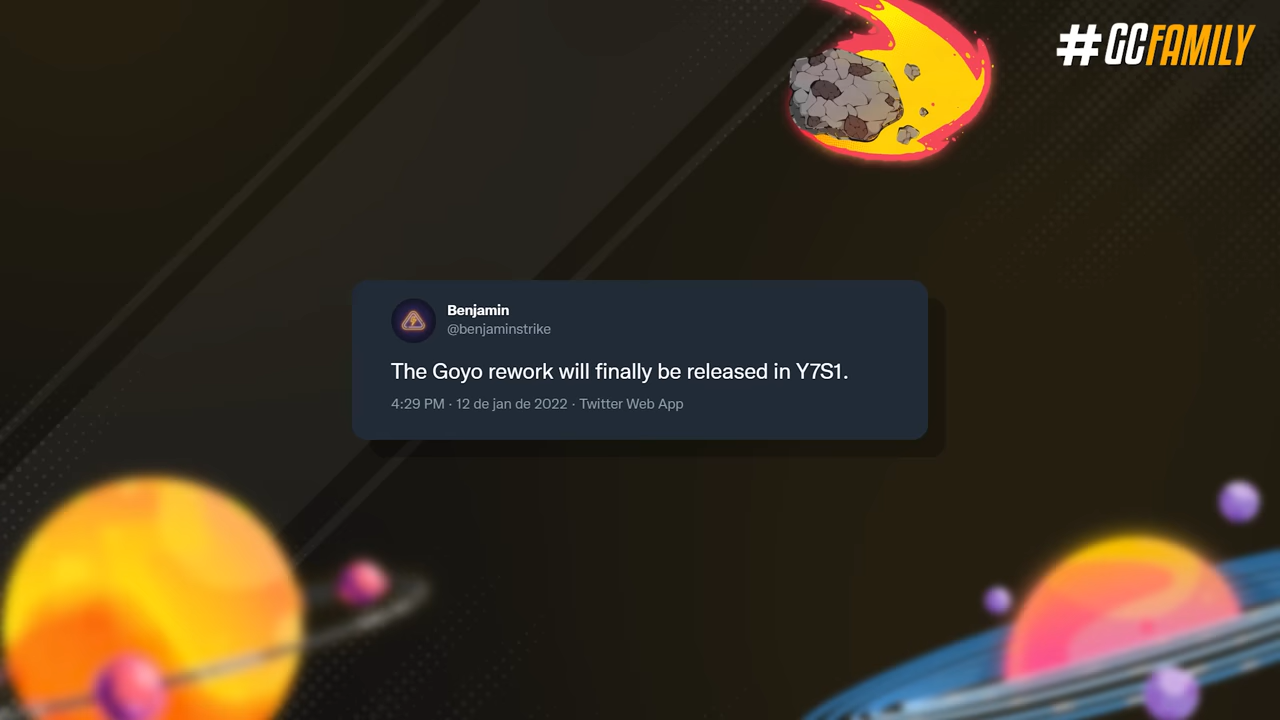 #GCFAMILY
Benjamin
@benjaminstrike
The Goyo rework will finally be released in Y7S1.
4:29 PM · 12 de jan de 2022 · Twitter Web App